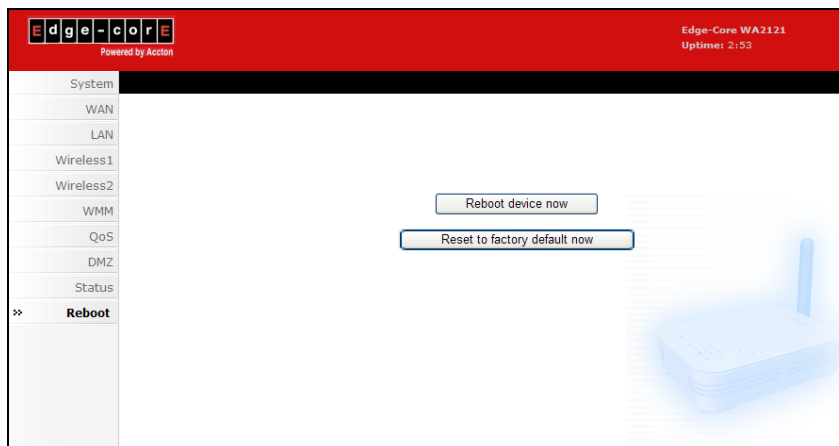 Edge-corE
Powered by Accton
Edge-Core WA2121
Uptime: 2:53
System
WAN
LAN
Wireless1
Wireless2
WMM
QoS
DMZ
Status
» Reboot
Reboot device now
Reset to factory default now